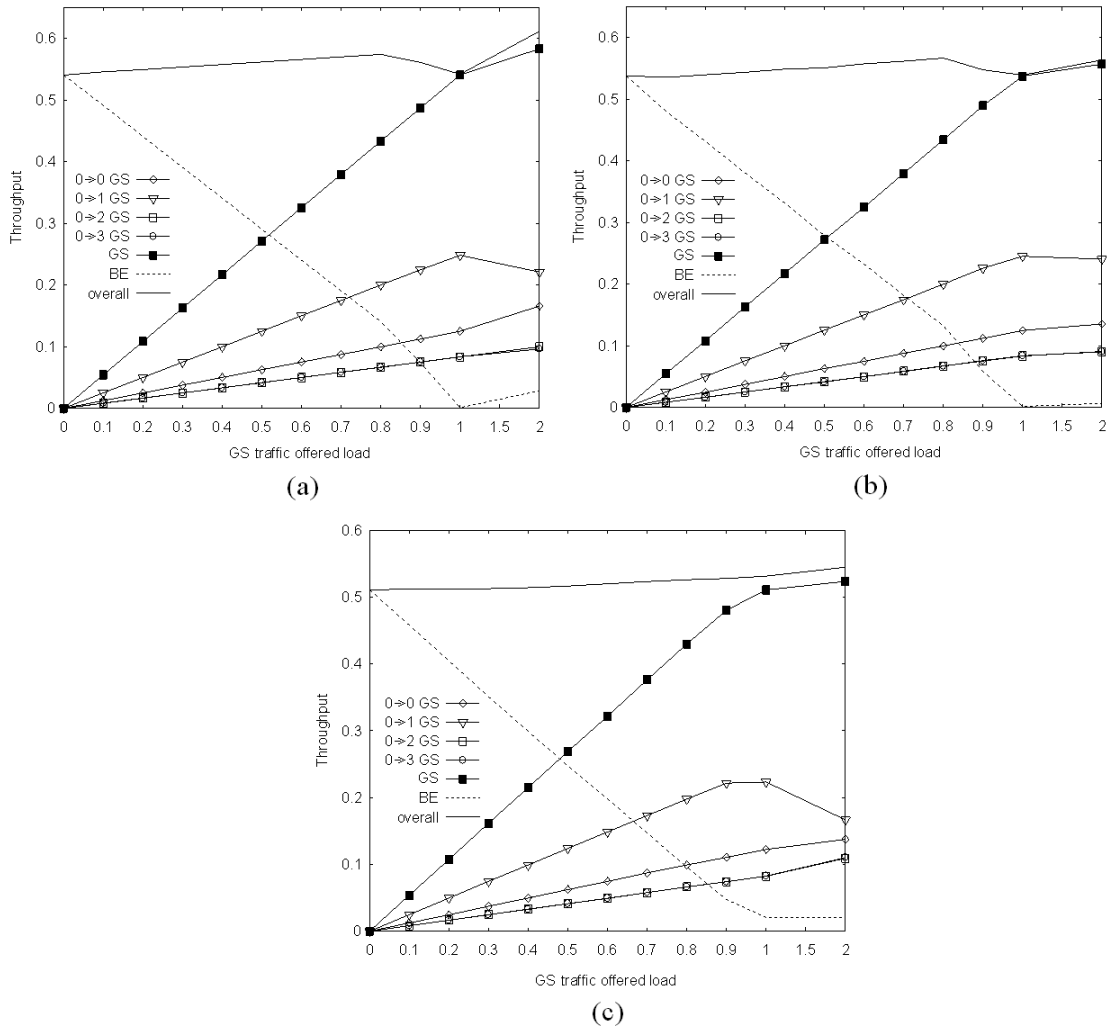 0.6
0.5
0.4
0.3
0.2
0.1
0
Throughput
0→0 GS
0→1 GS
0→2 GS
0→3 GS
GS
BE
overall
0 0.1 0.2 0.3 0.4 0.5 0.6 0.7 0.8 0.9 1 1.5 2
GS traffic offered load
(a)
0.6
0.5
0.4
0.3
0.2
0.1
0
Throughput
0→0 GS
0→1 GS
0→2 GS
0→3 GS
GS
BE
overall
0 0.1 0.2 0.3 0.4 0.5 0.6 0.7 0.8 0.9 1 1.5 2
GS traffic offered load
(b)
0.6
0.5
0.4
0.3
0.2
0.1
0
Throughput
0→0 GS
0→1 GS
0→2 GS
0→3 GS
GS
BE
overall
0 0.1 0.2 0.3 0.4 0.5 0.6 0.7 0.8 0.9 1 2
GS traffic offered load
(c)